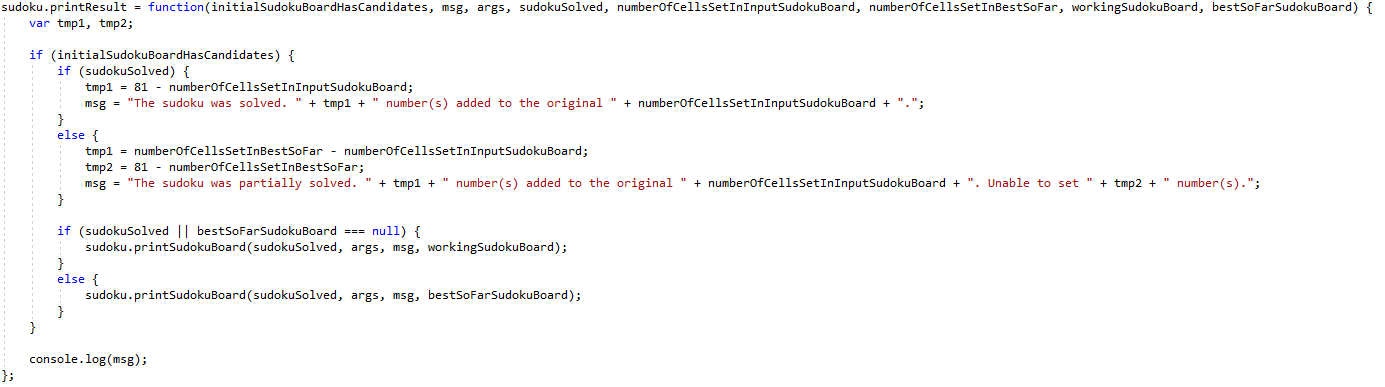 sudoku.printResult = function(initialSudokuBoardHasCandidates, msg, args, sudokuSolved, numberOfCellsSetInInputSudokuBoard, numberOfCellsSetInBestSoFar, workingSudokuBoard, bestSoFarSudokuBoard) {
    var tmp1, tmp2;

    if (initialSudokuBoardHasCandidates) {
        if (sudokuSolved) {
            tmp1 = 81 - numberOfCellsSetInInputSudokuBoard;
            msg = "The sudoku was solved. " + tmp1 + " number(s) added to the original " + numberOfCellsSetInInputSudokuBoard + ".";
        }
        else {
            tmp1 = numberOfCellsSetInBestSoFar - numberOfCellsSetInInputSudokuBoard;
            tmp2 = 81 - numberOfCellsSetInBestSoFar;
            msg = "The sudoku was partially solved. " + tmp1 + " number(s) added to the original " + numberOfCellsSetInInputSudokuBoard + ". Unable to set " + tmp2 + " number(s).";
        }

        if (sudokuSolved || bestSoFarSudokuBoard === null) {
            sudoku.printSudokuBoard(sudokuSolved, args, msg, workingSudokuBoard);
        }
        else {
            sudoku.printSudokuBoard(sudokuSolved, args, msg, bestSoFarSudokuBoard);
        }
    }

    console.log(msg);
};